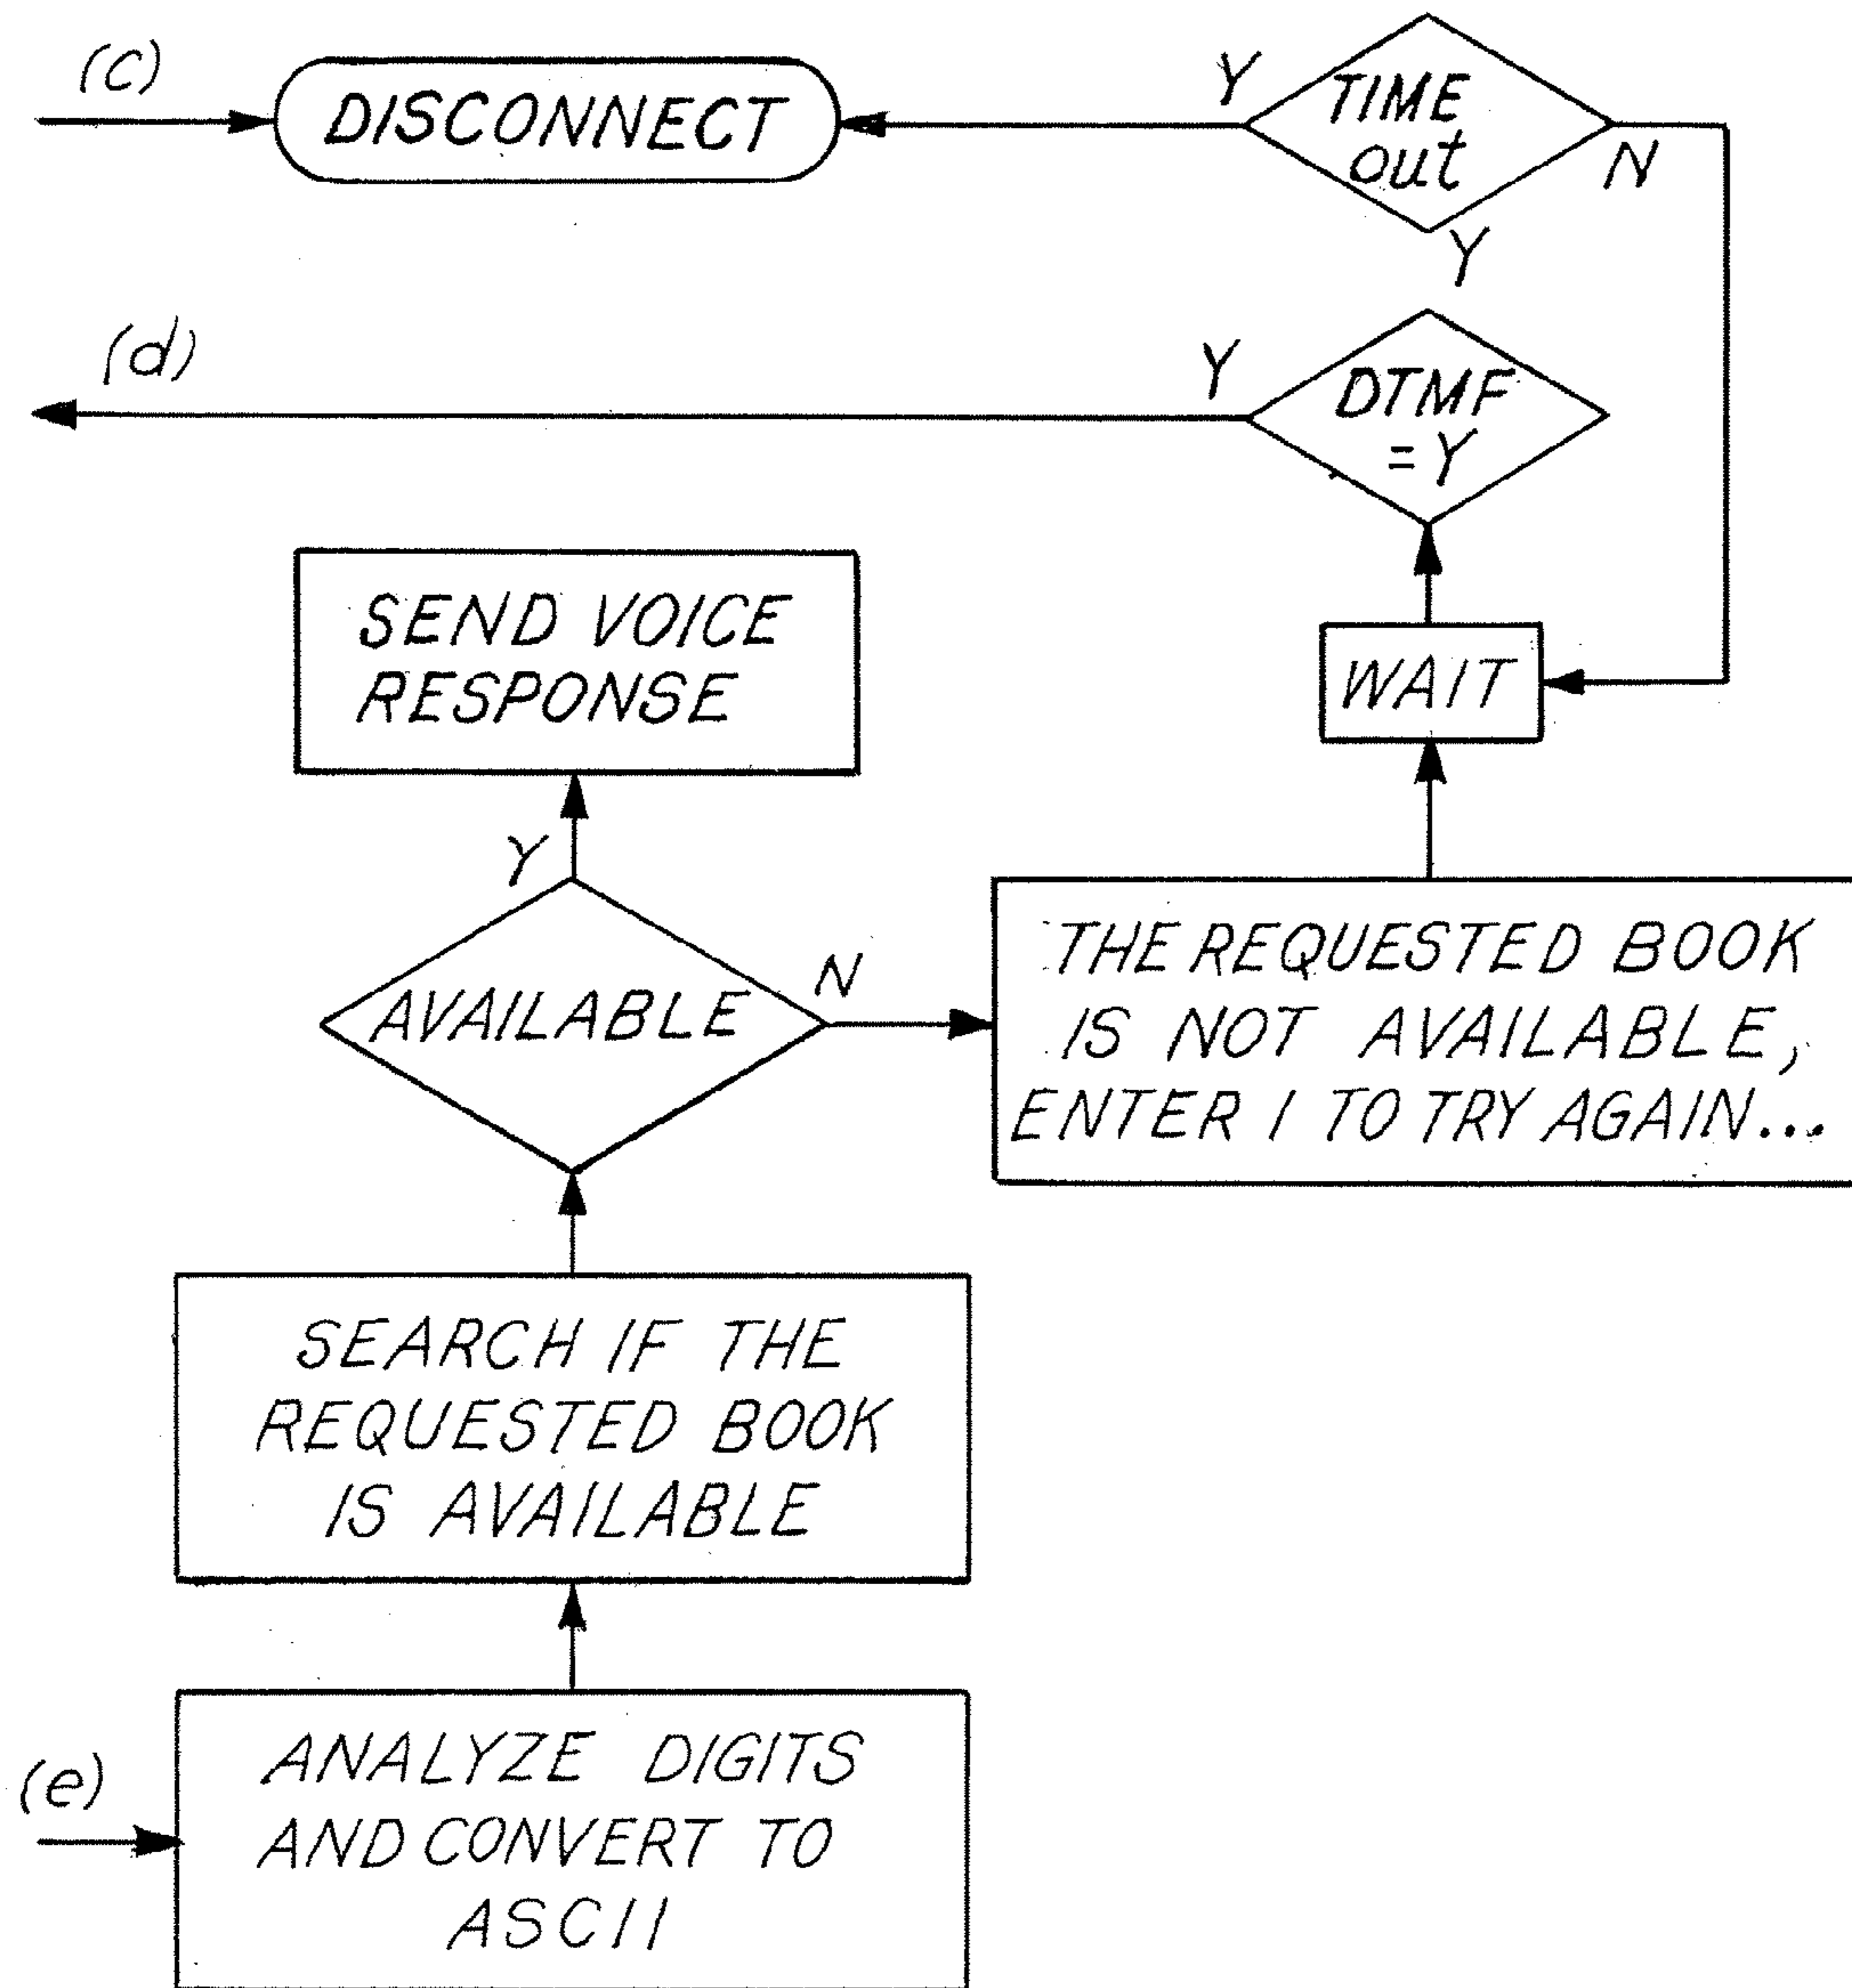 (c)
DISCONNECT
Y
TIME
out
N
Y
(d)
Y
DTMF
= Y
SEND VOICE
RESPONSE
WAIT
Y
AVAILABLE
N
THE REQUESTED BOOK
IS NOT AVAILABLE,
ENTER 1 TO TRY AGAIN...
SEARCH IF THE
REQUESTED BOOK
IS AVAILABLE
(e)
ANALYZE DIGITS
AND CONVERT TO
ASCII